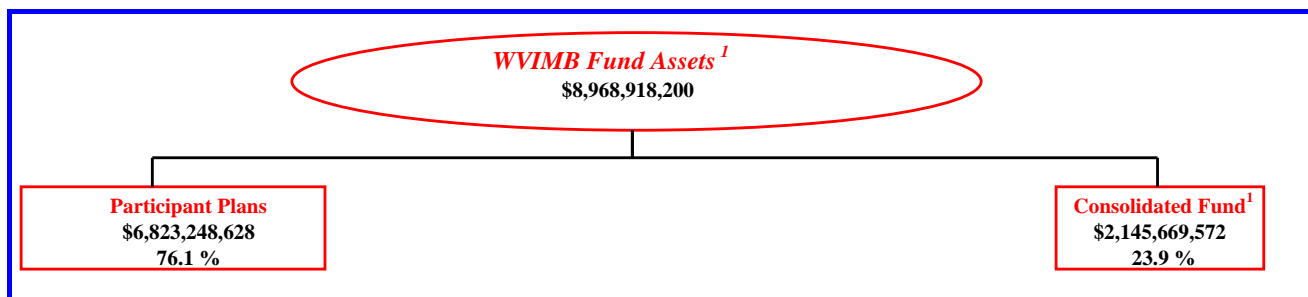 WVIMB Fund Assets 1
$8,968,918,200
Participant Plans
$6,823,248,628
76.1 %
Consolidated Fund1
$2,145,669,572
23.9 %